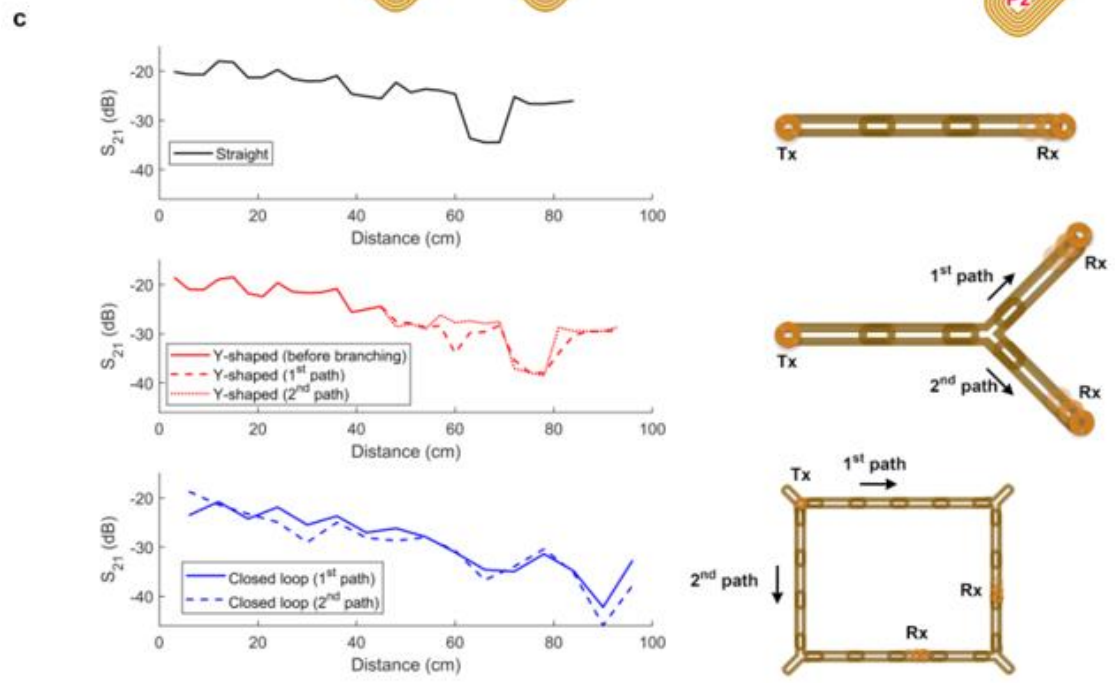 c
P2
-20
-30
-40
S21 (dB)
Straight
0 20 40 60 80 100
Distance (cm)
Tx
Rx
-20
-30
-40
S21 (dB)
Y-shaped (before branching)
Y-shaped (1st path)
Y-shaped (2nd path)
0 20 40 60 80 100
Distance (cm)
1st path
Rx
Tx
2nd path
Rx
-20
-30
-40
S21 (dB)
Closed loop (1st path)
Closed loop (2nd path)
0 20 40 60 80 100
Distance (cm)
Tx
1st path
2nd path
Rx
Rx